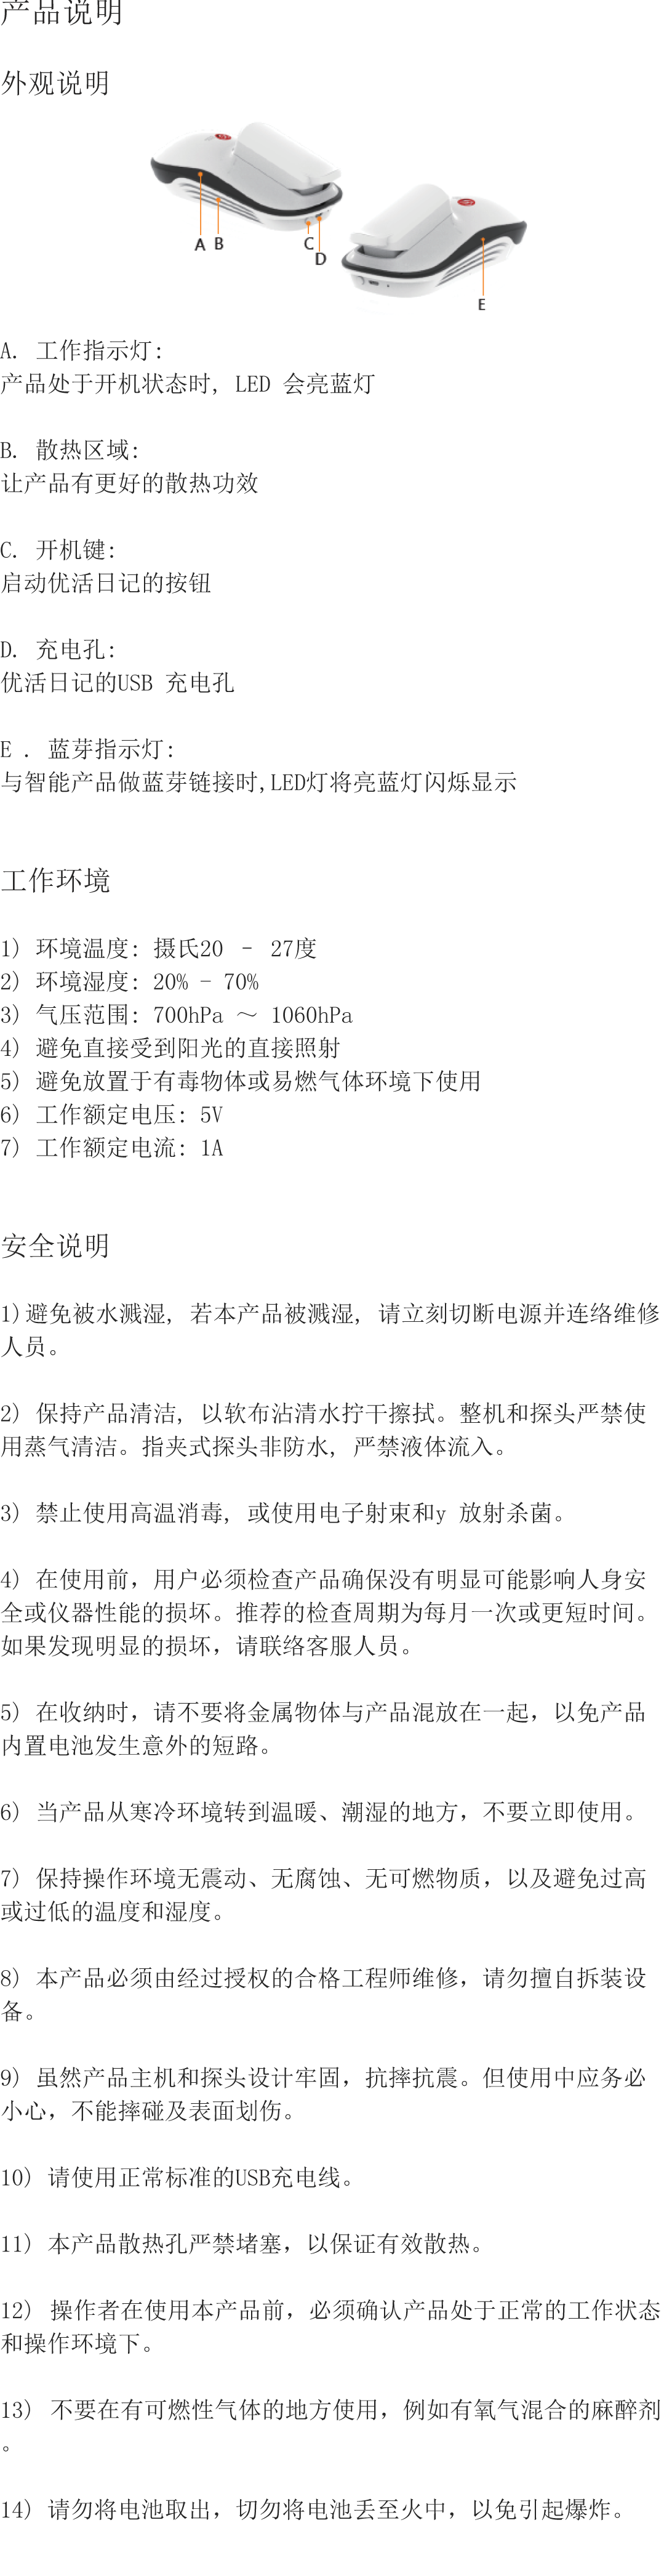 产品说明
外观说明
A B
C
D
E
A. 工作指示灯:
产品处于开机状态时, LED 会亮蓝灯
B. 散热区域:
让产品有更好的散热功效
C. 开机键:
启动优活日记的按钮
D. 充电孔:
优活日记的USB 充电孔
E . 蓝芽指示灯:
与智能产品做蓝芽链接时,LED灯将亮蓝灯闪烁显示
工作环境
1) 环境温度: 摄氏20 – 27度
2) 环境湿度: 20% – 70%
3) 气压范围: 700hPa ～ 1060hPa
4) 避免直接受到阳光的直接照射
5) 避免放置于有毒物体或易燃气体环境下使用
6) 工作额定电压: 5V
7) 工作额定电流: 1A
安全说明
1)避免被水溅湿, 若本产品被溅湿, 请立刻切断电源并连络维修
人员。
2) 保持产品清洁, 以软布沾清水拧干擦拭。整机和探头严禁使
用蒸气清洁。指夹式探头非防水, 严禁液体流入。
3) 禁止使用高温消毒, 或使用电子射束和y 放射杀菌。
4) 在使用前，用户必须检查产品确保没有明显可能影响人身安
全或仪器性能的损坏。推荐的检查周期为每月一次或更短时间。
如果发现明显的损坏，请联络客服人员。
5) 在收纳时，请不要将金属物体与产品混放在一起，以免产品
内置电池发生意外的短路。
6) 当产品从寒冷环境转到温暖、潮湿的地方，不要立即使用。
7) 保持操作环境无震动、无腐蚀、无可燃物质，以及避免过高
或过低的温度和湿度。
8) 本产品必须由经过授权的合格工程师维修，请勿擅自拆装设
备。
9) 虽然产品主机和探头设计牢固，抗摔抗震。但使用中应务必
小心，不能摔碰及表面划伤。
10) 请使用正常标准的USB充电线。
11) 本产品散热孔严禁堵塞，以保证有效散热。
12) 操作者在使用本产品前，必须确认产品处于正常的工作状态
和操作环境下。
13) 不要在有可燃性气体的地方使用，例如有氧气混合的麻醉剂
。
14) 请勿将电池取出，切勿将电池丢至火中，以免引起爆炸。